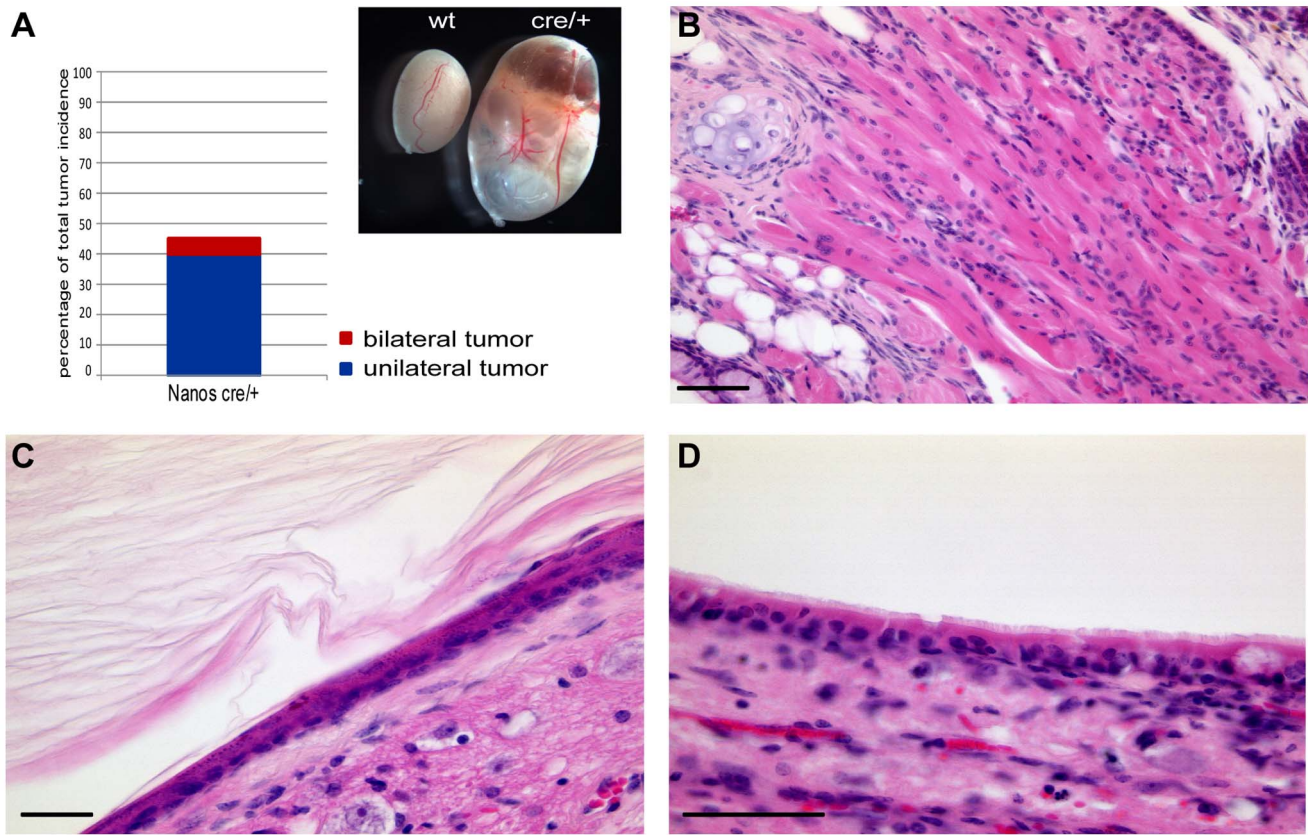 A
wt
cre/+
percentage of total tumor incidence
100
90
80
70
60
50
40
30
20
10
0
Nanos cre/+
bilateral tumor
unilateral tumor
B
C
D